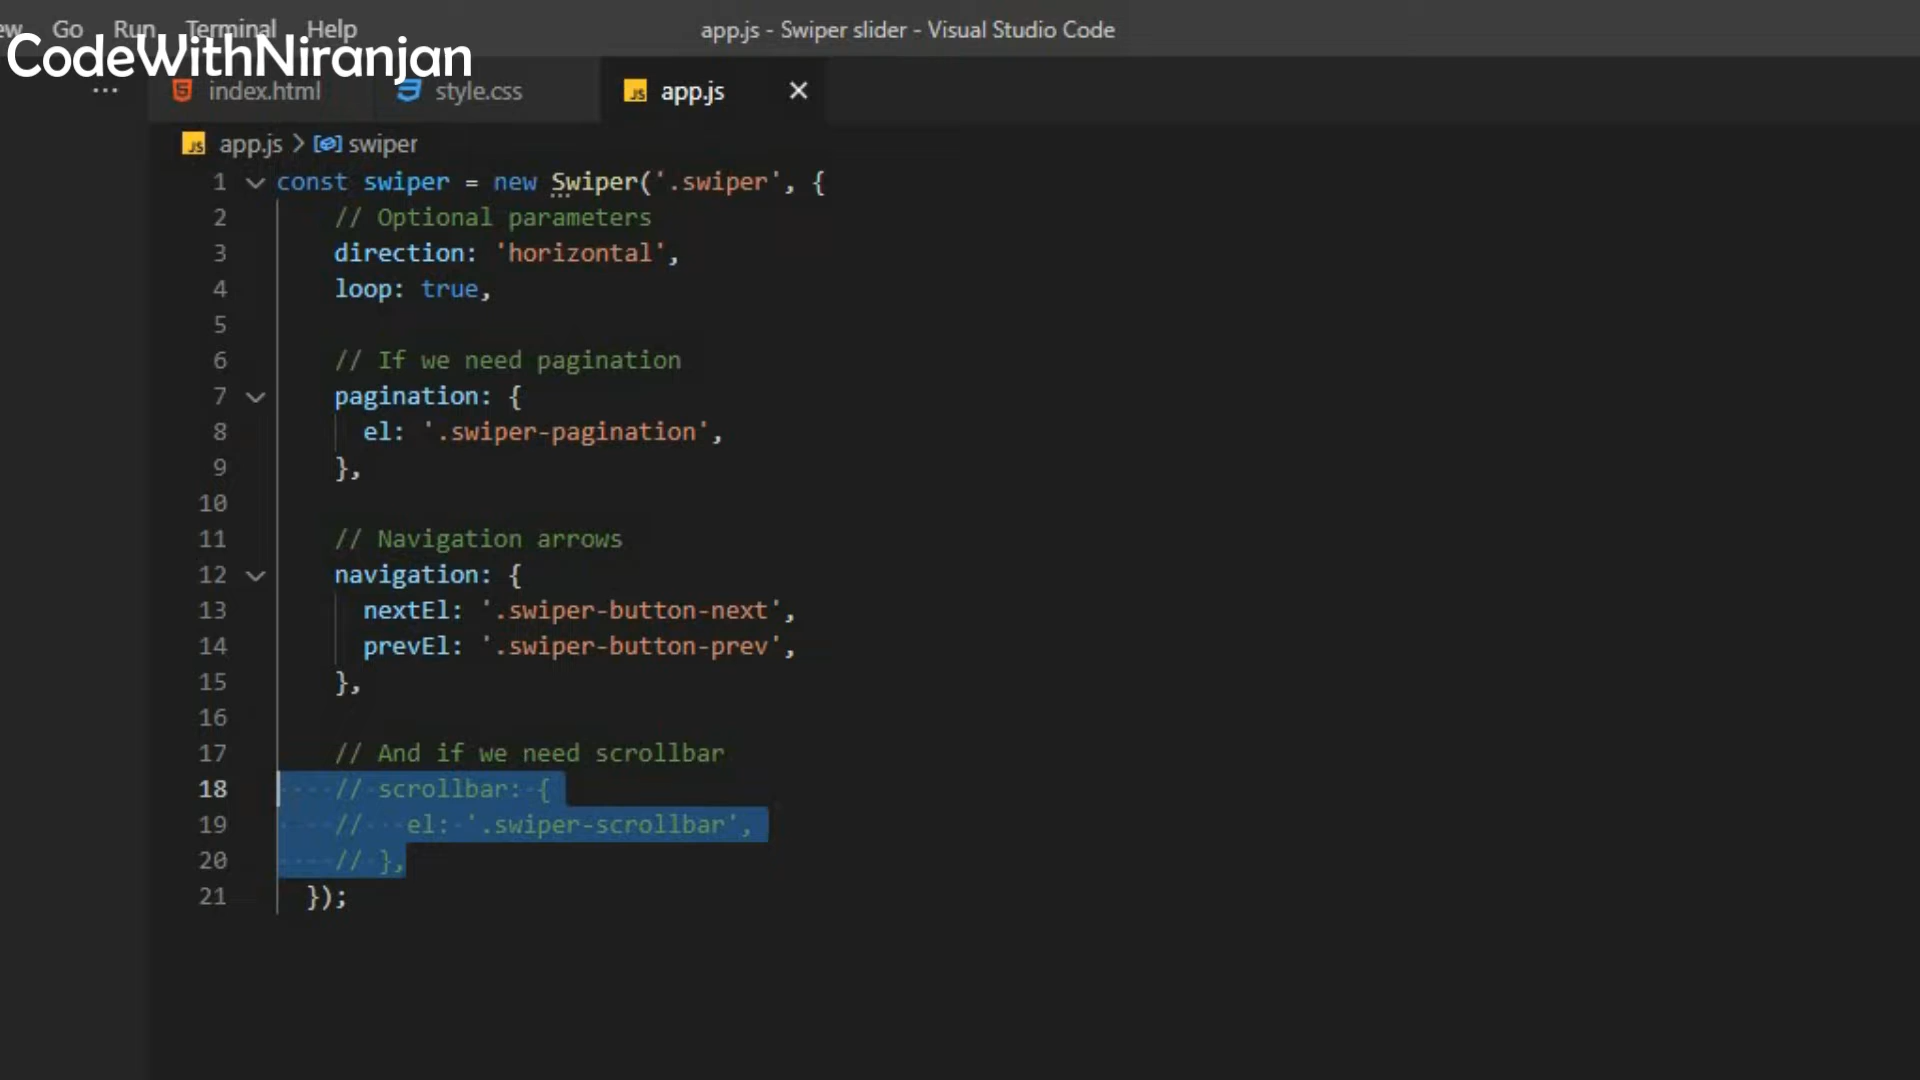 ew Go Run Terminal Help
app.js - Swiper slider - Visual Studio Code
CodeWithNiranjan
... index.html style.css JS app.js ×
JS app.js > swiper
1 const swiper = new Swiper('.swiper', {
2 // Optional parameters
3 direction: 'horizontal',
4 loop: true,
5
6 // If we need pagination
7 pagination: {
8 el: '.swiper-pagination',
9 },
10
11 // Navigation arrows
12 navigation: {
13 nextEl: '.swiper-button-next',
14 prevEl: '.swiper-button-prev',
15 },
16
17 // And if we need scrollbar
18 // scrollbar: {
19 // el: '.swiper-scrollbar',
20 // },
21 });